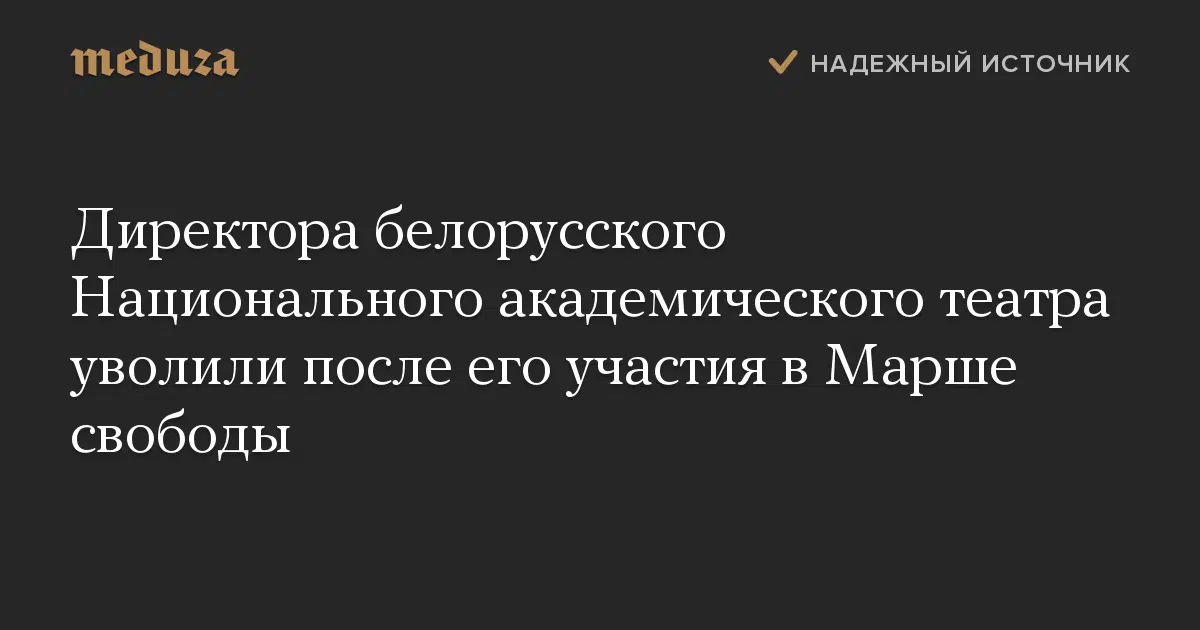 meduza
НАДЕЖНЫЙ ИСТОЧНИК
Директора белорусского
Национального академического театра
уволили после его участия в Марше
свободы